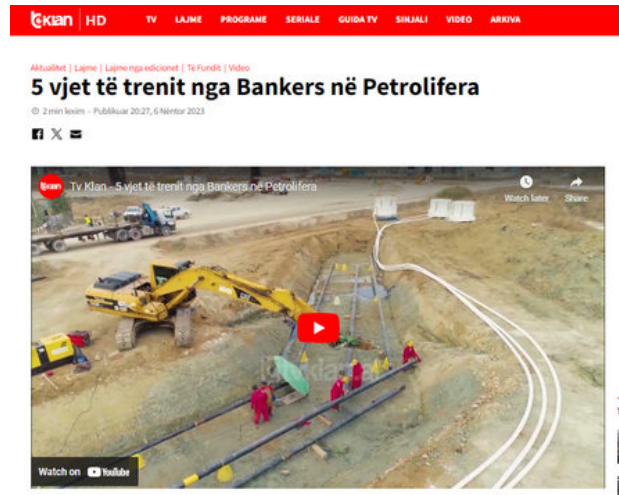 tvKlan | HD TV LAJME PROGRAME SERIALE GUIDA TV SINJALI VIDEO ARKIVA
Aktualitet | Lajme | Lajme nga edicionet | Të Fundit | Video
5 vjet të trenit nga Bankers në Petrolifera
2 min lexim - Publikuar 20:27, 6 Nëntor 2023
tvKlan Tv Klan - 5 vjet të trenit nga Bankers në Petrolifera
Watch later Share
Watch on YouTube